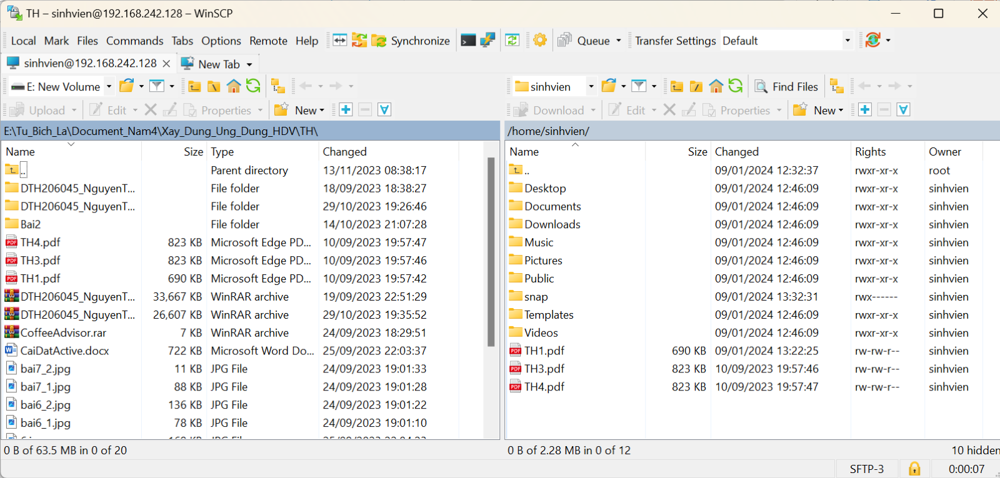 TH – sinhvien@192.168.242.128 – WinSCP
Local Mark Files Commands Tabs Options Remote Help Synchronize Queue Transfer Settings Default
sinhvien@192.168.242.128 New Tab
E: New Volume
Upload Edit Properties New
E:\Tu_Bich_La\Document_Nam4\Xay_Dung_Ung_Dung_HDV\TH\
Name Size Type Changed
.. Parent directory 13/11/2023 08:38:17
DTH206045_NguyenT... File folder 18/09/2023 18:38:27
DTH206045_NguyenT... File folder 29/10/2023 19:26:46
Bai2 File folder 14/10/2023 21:07:28
TH4.pdf 823 KB Microsoft Edge PD... 10/09/2023 19:57:47
TH3.pdf 823 KB Microsoft Edge PD... 10/09/2023 19:57:46
TH1.pdf 690 KB Microsoft Edge PD... 10/09/2023 19:57:42
DTH206045_NguyenT... 33,667 KB WinRAR archive 19/09/2023 22:51:29
DTH206045_NguyenT... 26,607 KB WinRAR archive 29/10/2023 19:35:52
CoffeeAdvisor.rar 7 KB WinRAR archive 24/09/2023 18:29:51
CaiDatActive.docx 722 KB Microsoft Word Do... 25/09/2023 22:03:37
bai7_2.jpg 11 KB JPG File 24/09/2023 19:01:33
bai7_1.jpg 88 KB JPG File 24/09/2023 19:01:28
bai6_2.jpg 136 KB JPG File 24/09/2023 19:01:22
bai6_1.jpg 78 KB JPG File 24/09/2023 19:01:10
0 B of 63.5 MB in 0 of 20
sinhvien Find Files
Download Edit Properties New
/home/sinhvien/
Name Size Changed Rights Owner
.. 09/01/2024 12:32:37 rwxr-xr-x root
Desktop 09/01/2024 12:46:09 rwxr-xr-x sinhvien
Documents 09/01/2024 12:46:09 rwxr-xr-x sinhvien
Downloads 09/01/2024 12:46:09 rwxr-xr-x sinhvien
Music 09/01/2024 12:46:09 rwxr-xr-x sinhvien
Pictures 09/01/2024 12:46:09 rwxr-xr-x sinhvien
Public 09/01/2024 12:46:09 rwxr-xr-x sinhvien
snap 09/01/2024 13:32:31 rwx------ sinhvien
Templates 09/01/2024 12:46:09 rwxr-xr-x sinhvien
Videos 09/01/2024 12:46:09 rwxr-xr-x sinhvien
TH1.pdf 690 KB 09/01/2024 13:22:25 rw-rw-r-- sinhvien
TH3.pdf 823 KB 10/09/2023 19:57:46 rw-rw-r-- sinhvien
TH4.pdf 823 KB 10/09/2023 19:57:47 rw-rw-r-- sinhvien
0 B of 2.28 MB in 0 of 12 10 hidden
SFTP-3 0:00:07